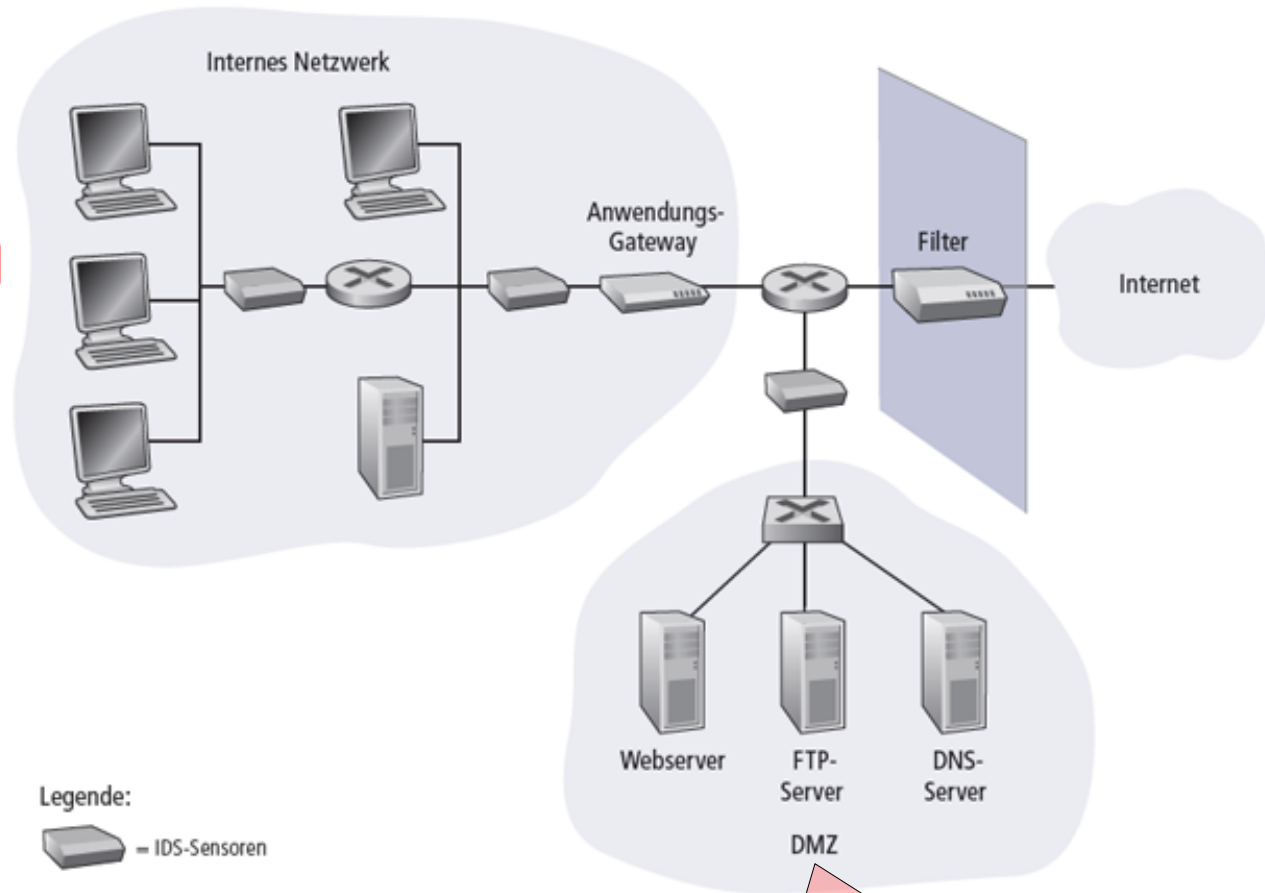 Internes Netzwerk
Anwendungs-
Gateway
Filter
Internet
Webserver
FTP-
Server
DNS-
Server
DMZ
Legende:
= IDS-Sensoren